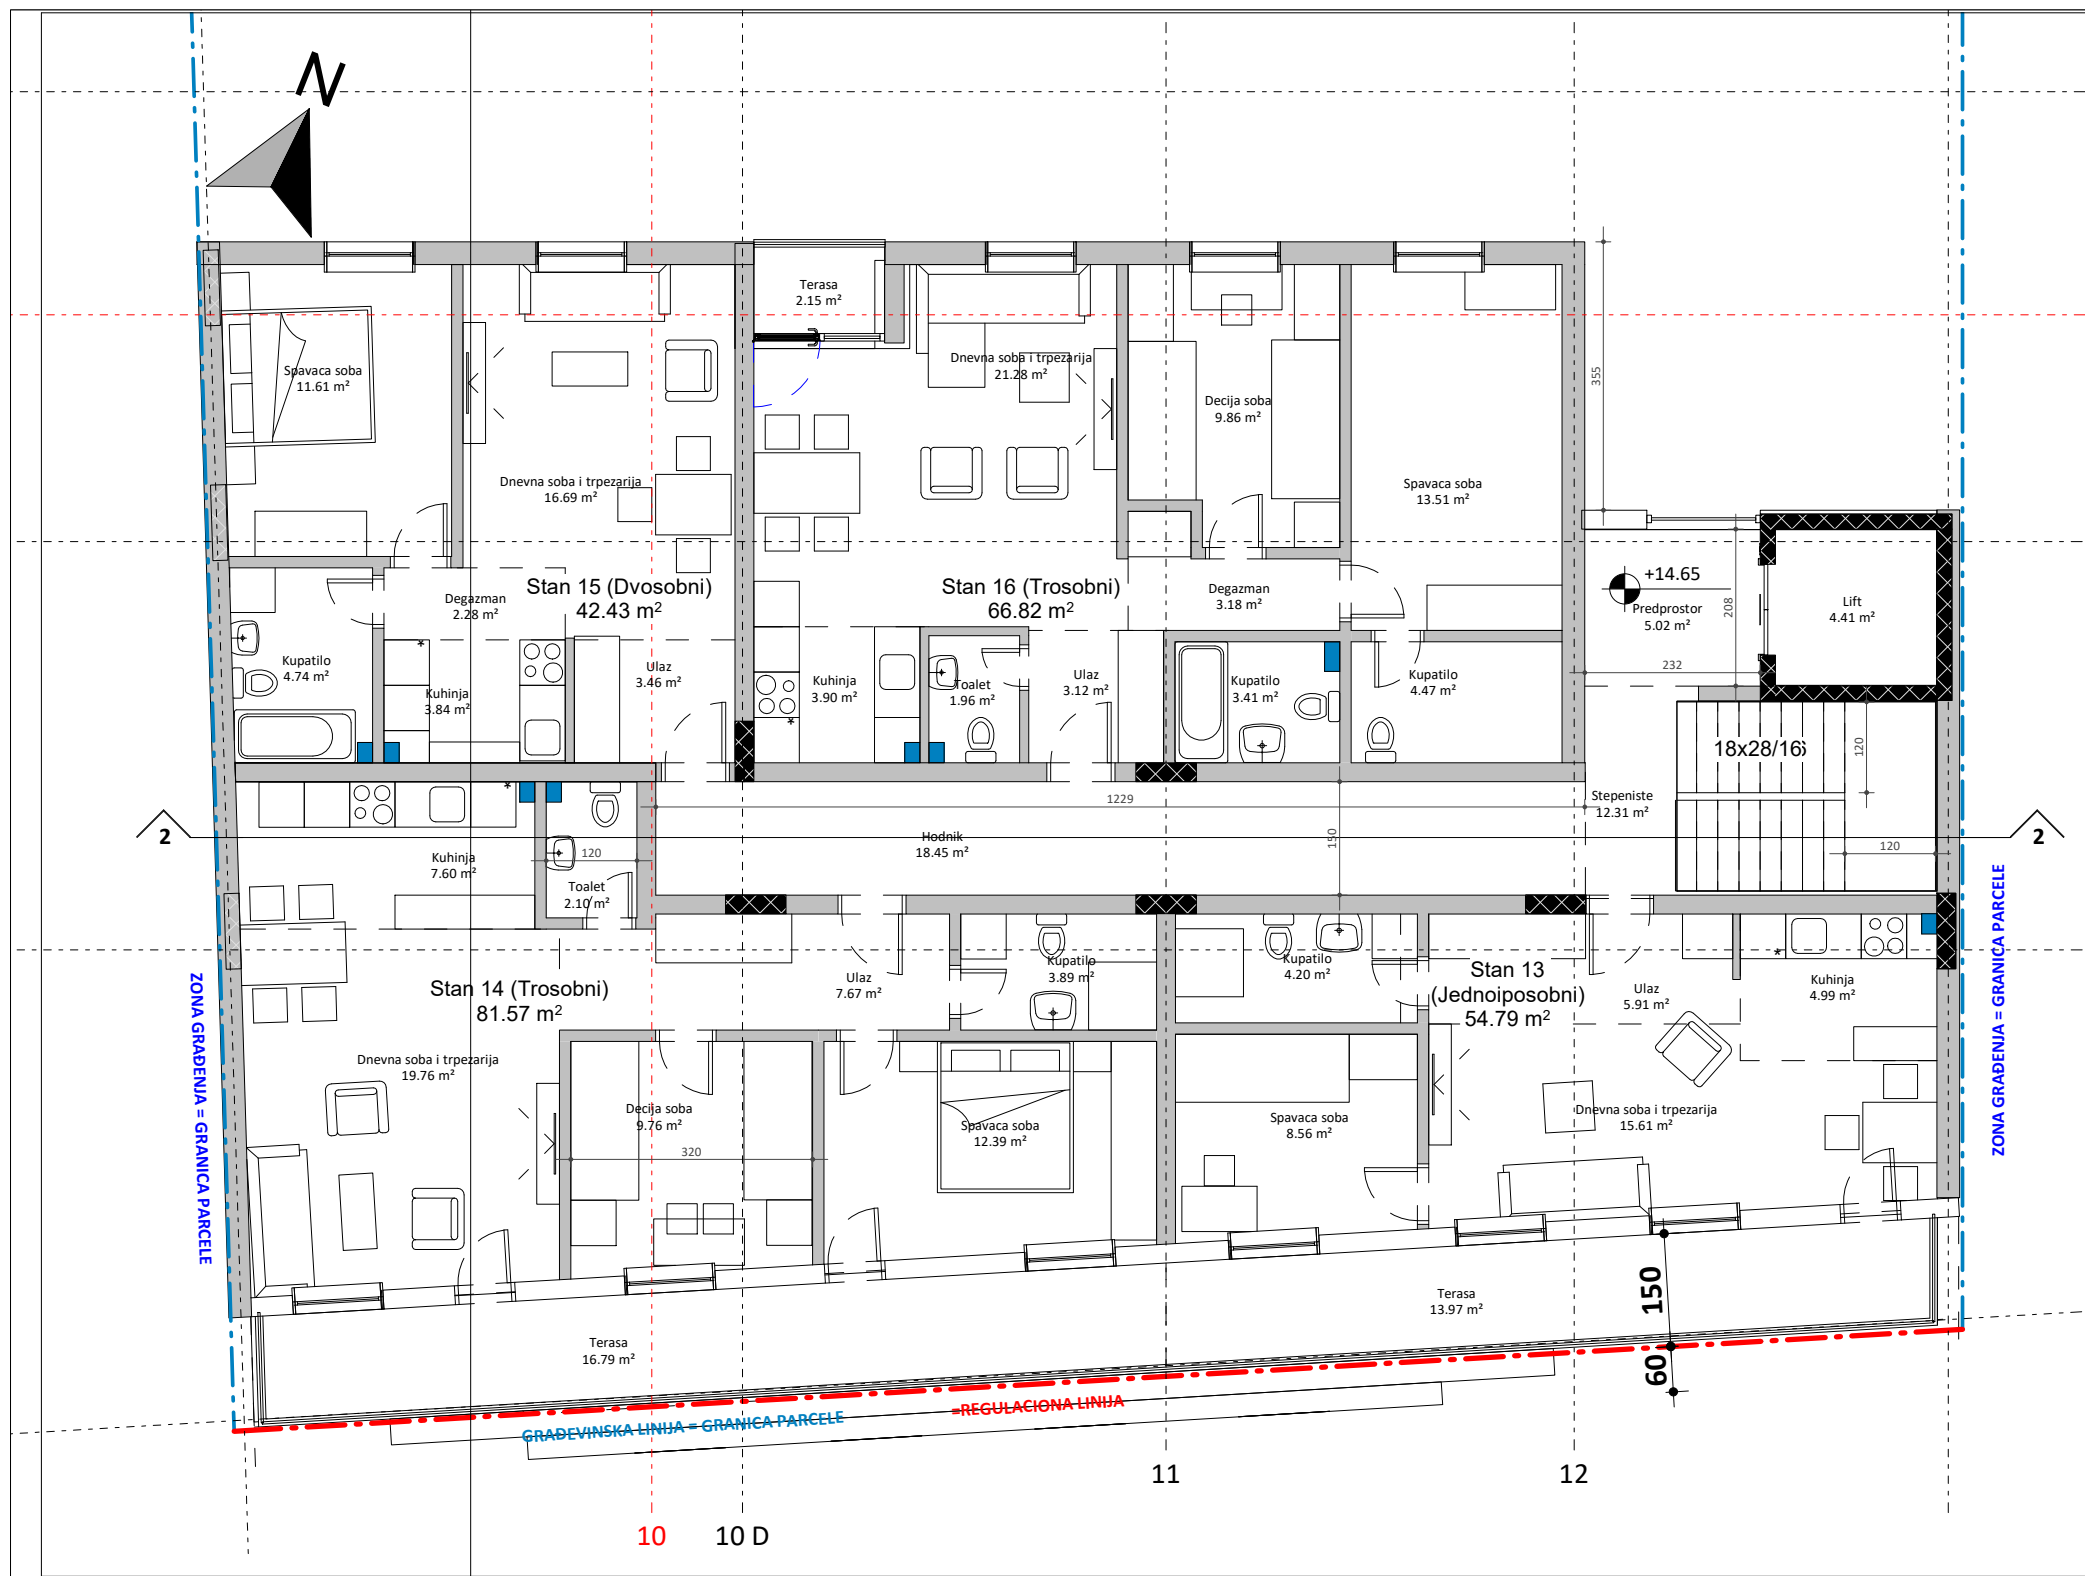 N
Terasa
2.15 m²
Spavaca soba
11.61 m²
Dnevna soba i trpezarija
21.28 m²
355
Decija soba
9.86 m²
Dnevna soba i trpezarija
16.69 m²
Spavaca soba
13.51 m²
Stan 15 (Dvosobni)
42.43 m²
Degazman
2.28 m²
Stan 16 (Trosobni)
66.82 m²
Degazman
3.18 m²
+14.65
Predprostor
5.02 m²
208
Lift
4.41 m²
232
Kupatilo
4.74 m²
Kuhinja
3.84 m²
*
Ulaz
3.46 m²
Kuhinja
3.90 m²
*
Toalet
1.96 m²
Ulaz
3.12 m²
Kupatilo
3.41 m²
Kupatilo
4.47 m²
18x28/16
120
1229
Stepeniste
12.31 m²
2
Hodnik
18.45 m²
150
120
2
Kuhinja
7.60 m²
*
120
Toalet
2.10 m²
ZONA GRAĐENJA = GRANICA PARCELE
ZONA GRAĐENJA = GRANICA PARCELE
Stan 14 (Trosobni)
81.57 m²
Ulaz
7.67 m²
Kupatilo
3.89 m²
Kupatilo
4.20 m²
Stan 13
(Jednoiposobni)
54.79 m²
Ulaz
5.91 m²
*
Kuhinja
4.99 m²
Dnevna soba i trpezarija
19.76 m²
Decija soba
9.76 m²
320
Spavaca soba
12.39 m²
Spavaca soba
8.56 m²
Dnevna soba i trpezarija
15.61 m²
Terasa
13.97 m²
150
60
Terasa
16.79 m²
GRAĐEVINSKA LINIJA = GRANICA PARCELE
=REGULACIONA LINIJA
11
12
10
10 D